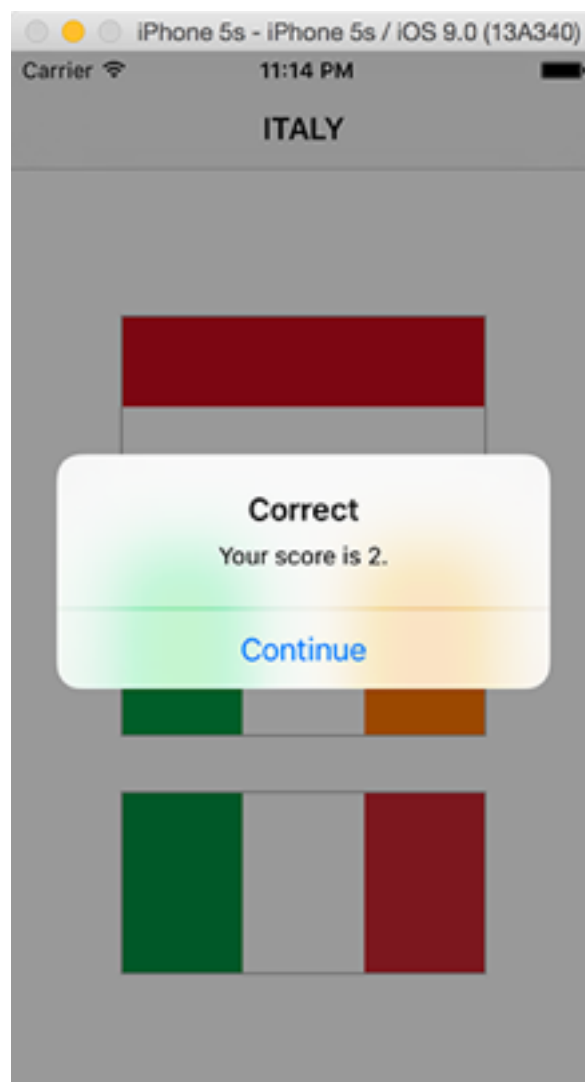 iPhone 5s - iPhone 5s / iOS 9.0 (13A340)
Carrier 11:14 PM
ITALY
Correct
Your score is 2.
Continue